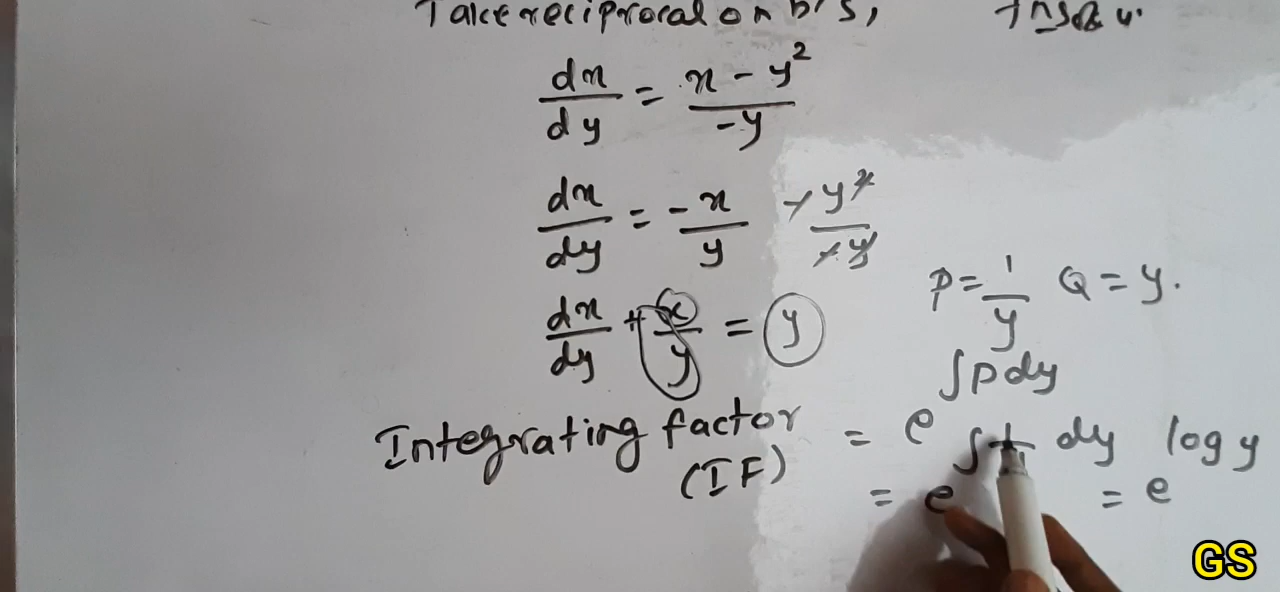 Take reciprocal on b/s,
dx/dy = x - y²/-y
dx/dy = -x/y + y²/y
dx/dy + x/y = y
P = 1/y Q = y.
Integrating factor (IF) = e^∫Pdy
= e^∫1/y dy = e^log y
GS